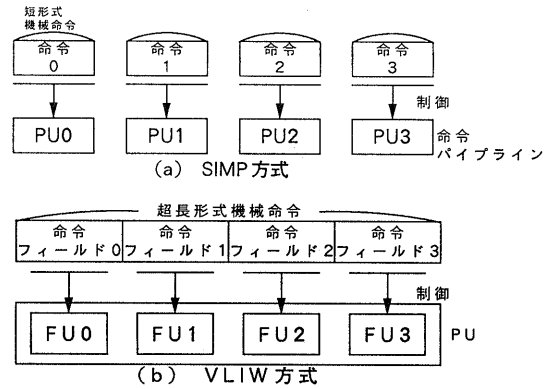 短形式
機械命令
命令
0
命令
1
命令
2
命令
3
制御
PU0
PU1
PU2
PU3
命令
パイプライン
(a) SIMP方式
超長形式機械命令
命令
フィールド0
命令
フィールド1
命令
フィールド2
命令
フィールド3
制御
FU0
FU1
FU2
FU3
PU
(b) VLIW方式